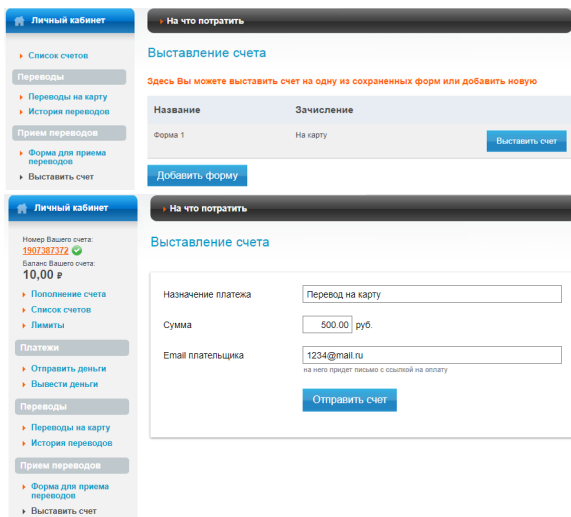 Личный кабинет
На что потратить
Список счетов
Переводы
Переводы на карту
История переводов
Прием переводов
Форма для приема
переводов
Выставить счет
Выставление счета
Здесь Вы можете выставить счет на одну из сохраненных форм или добавить новую
Название Зачисление
Форма 1 На карту Выставить счет
Добавить форму
Личный кабинет
На что потратить
Номер Вашего счета:
1907387372
Баланс Вашего счета:
10,00 ₽
Пополнение счета
Список счетов
Лимиты
Платежи
Отправить деньги
Вывести деньги
Переводы
Переводы на карту
История переводов
Прием переводов
Форма для приема
переводов
Выставить счет
Выставление счета
Назначение платежа Перевод на карту
Сумма 500.00 руб.
Email плательщика 1234@mail.ru
на него придет письмо с ссылкой на оплату
Отправить счет